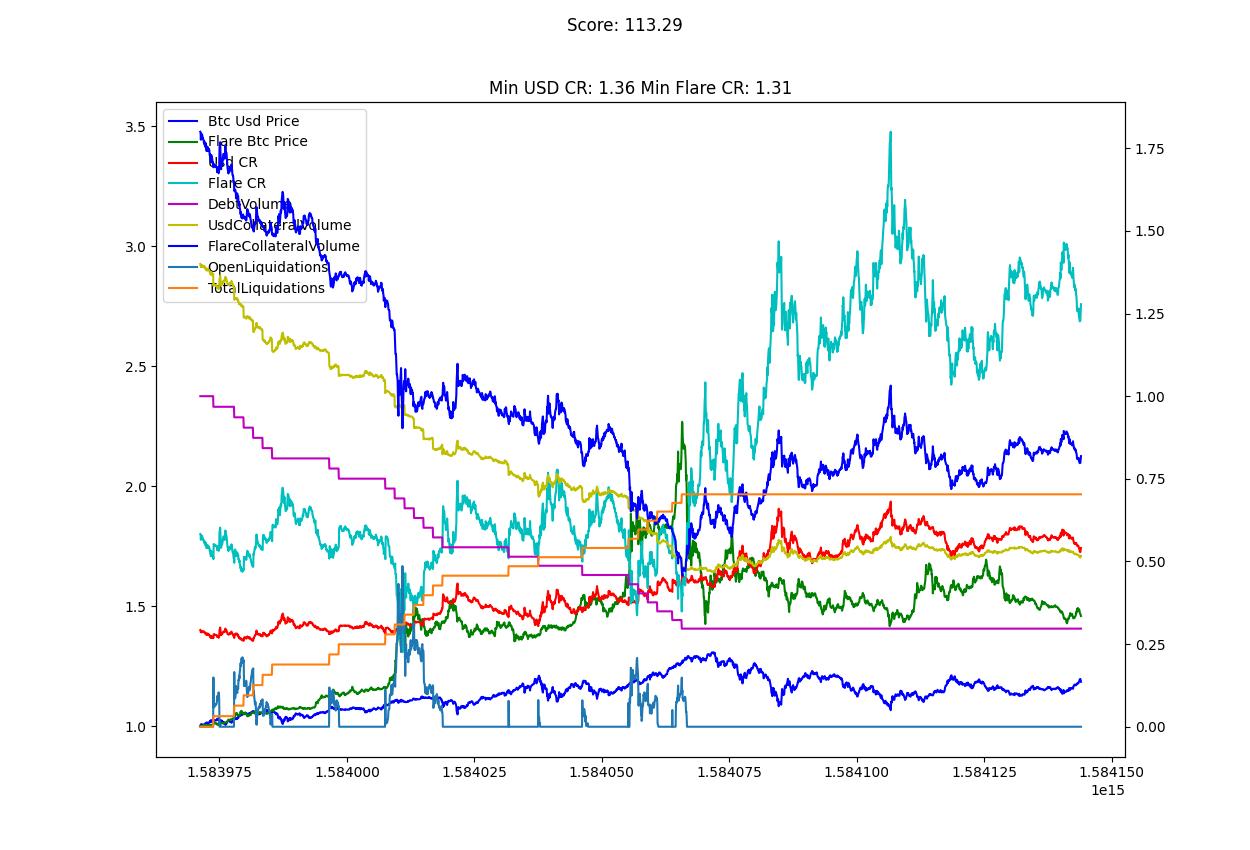 Score: 113.29
Min USD CR: 1.36 Min Flare CR: 1.31
Btc Usd Price
Flare Btc Price
Usd CR
Flare CR
DebtVolume
UsdCollateralVolume
FlareCollateralVolume
OpenLiquidations
TotalLiquidations
3.5
3.0
2.5
2.0
1.5
1.0
1.75
1.50
1.25
1.00
0.75
0.50
0.25
0.00
1.583975 1.584000 1.584025 1.584050 1.584075 1.584100 1.584125 1.584150
1e15